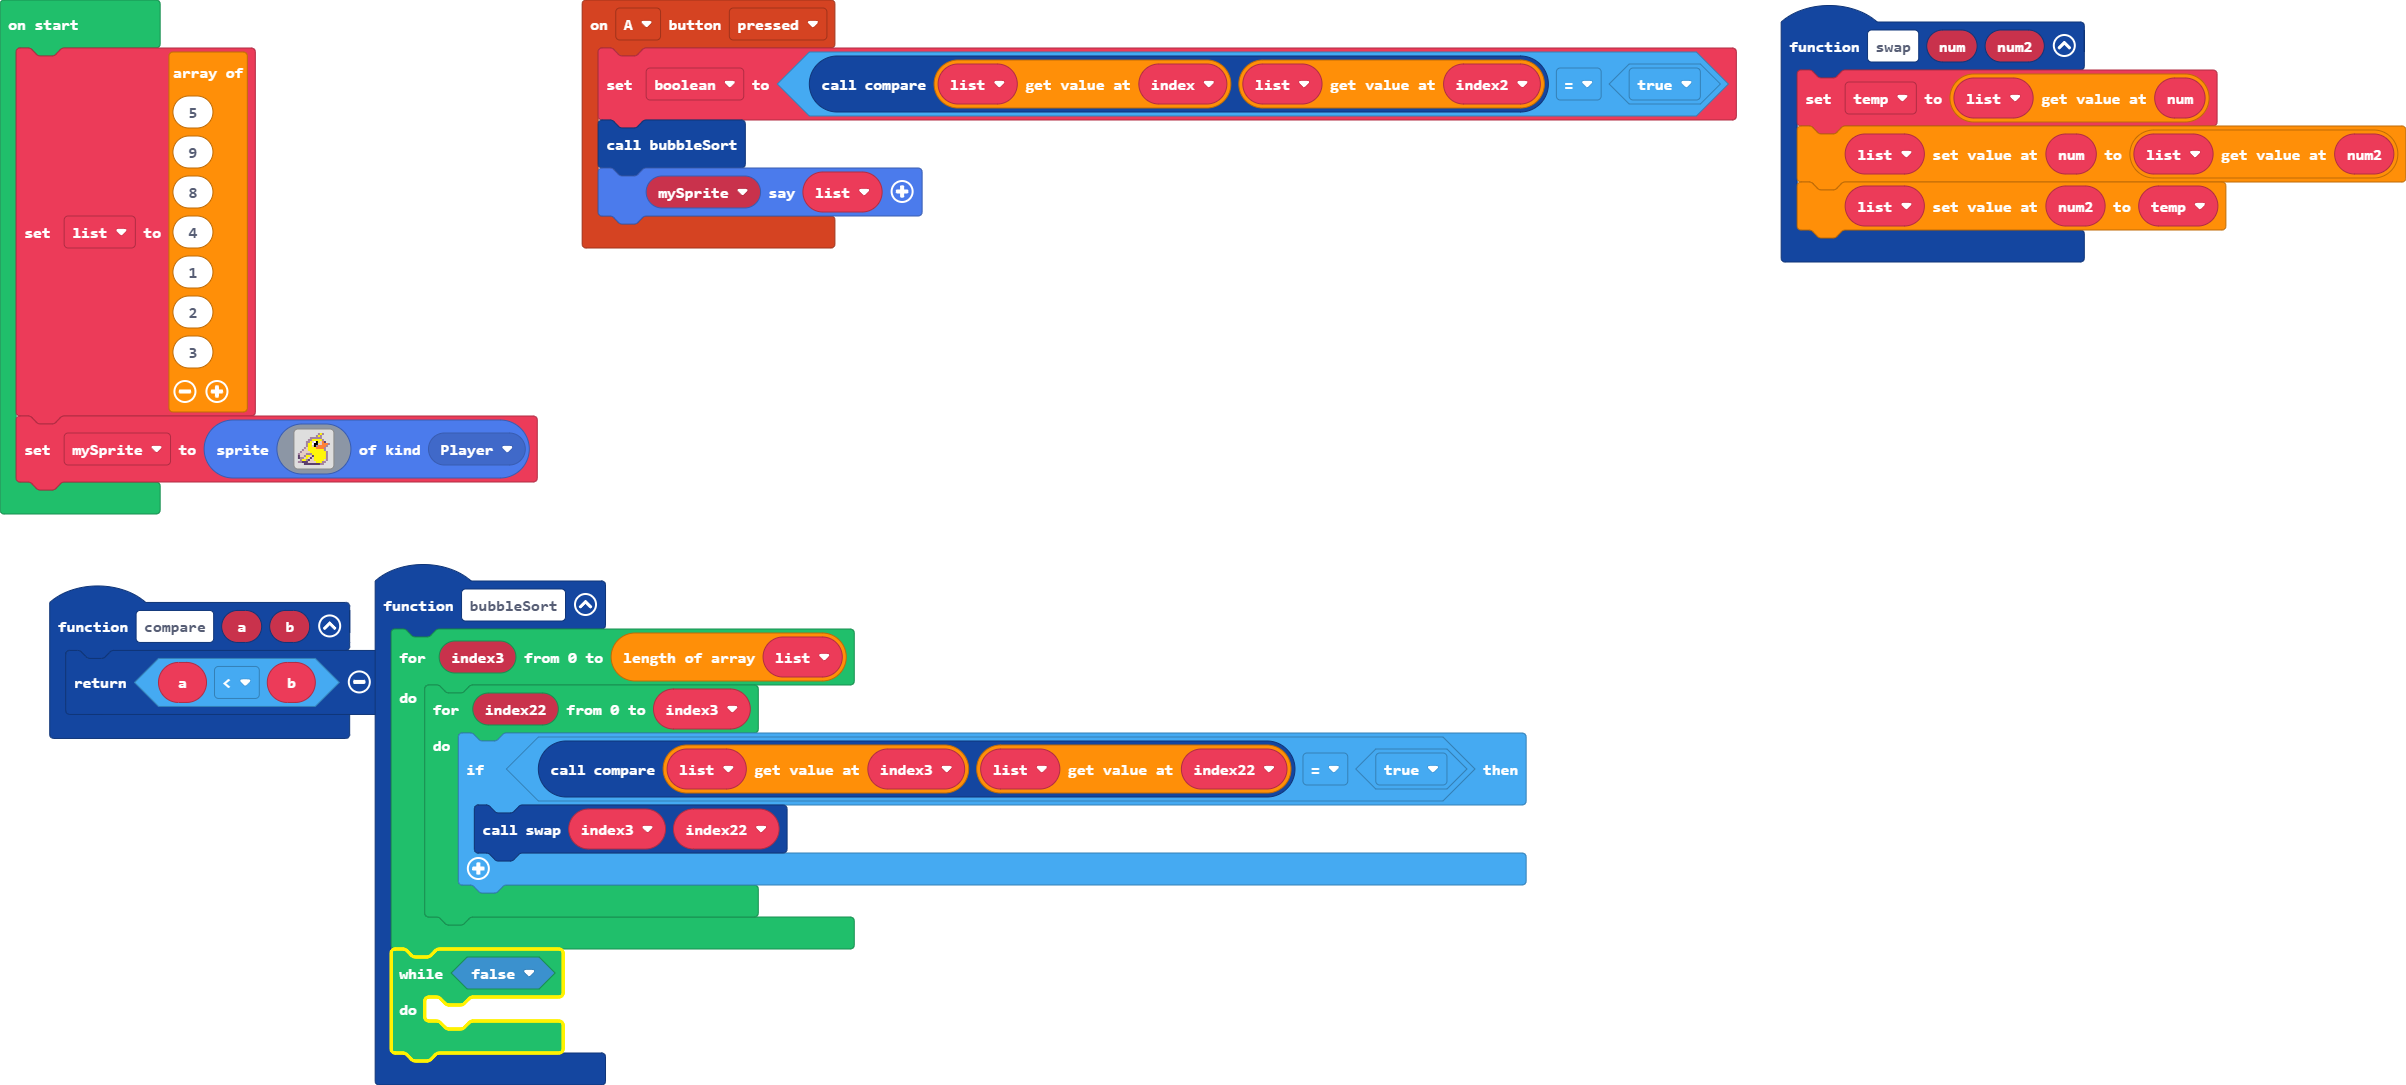 on start
set list to array of
5
9
8
4
1
2
3
set mySprite to sprite of kind Player
on A button pressed
set boolean to call compare list get value at index list get value at index2 = true
call bubbleSort
mySprite say list
function swap num num2
set temp to list get value at num
list set value at num to list get value at num2
list set value at num2 to temp
function compare a b
return a < b
function bubbleSort
for index3 from 0 to length of array list
do
for index22 from 0 to index3
do
if call compare list get value at index3 list get value at index22 = true then
call swap index3 index22
while false
do